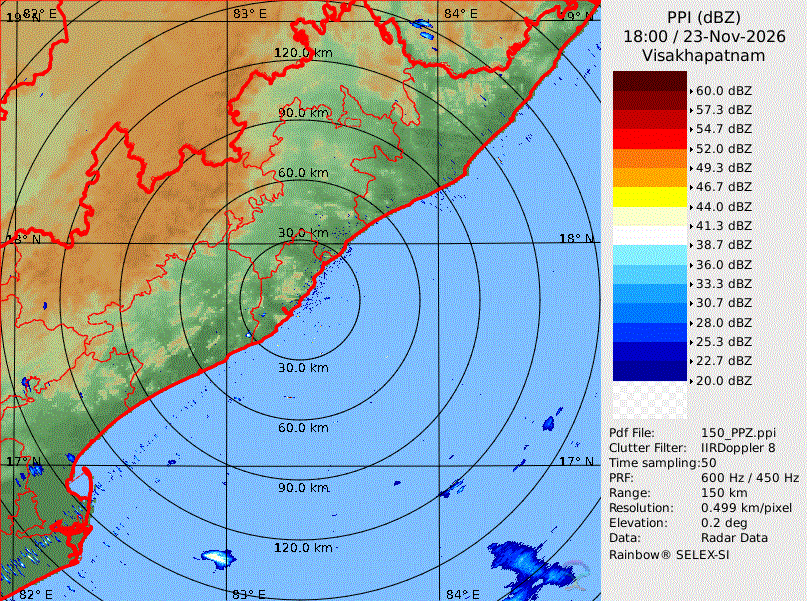 PPI (dBZ)
18:00 / 23-Nov-2026
Visakhapatnam
60.0 dBZ
57.3 dBZ
54.7 dBZ
52.0 dBZ
49.3 dBZ
46.7 dBZ
44.0 dBZ
41.3 dBZ
38.7 dBZ
36.0 dBZ
33.3 dBZ
30.7 dBZ
28.0 dBZ
25.3 dBZ
22.7 dBZ
20.0 dBZ
Pdf File: 150_PPZ.ppi
Clutter Filter: IIRDoppler 8
Time sampling:50
PRF: 600 Hz / 450 Hz
Range: 150 km
Resolution: 0.499 km/pixel
Elevation: 0.2 deg
Data: Radar Data
Rainbow® SELEX-SI
82° E
83° E
84° E
19° N
19° N
120.0 km
90.0 km
60.0 km
30.0 km
18° N
18° N
30.0 km
60.0 km
17° N
17° N
90.0 km
120.0 km
82° E
83° E
84° E